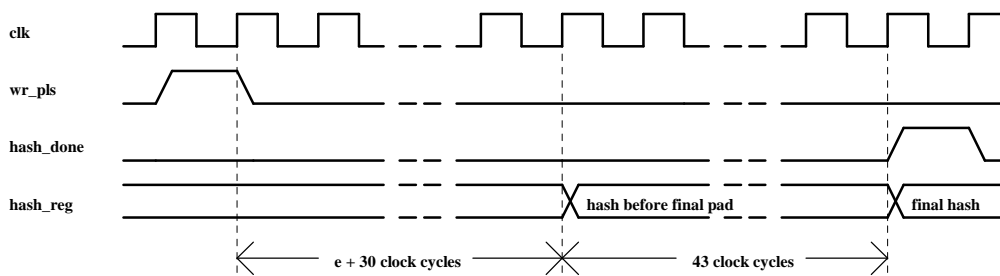 clk
wr_pls
hash_done
hash_reg
hash before final pad
final hash
e + 30 clock cycles
43 clock cycles